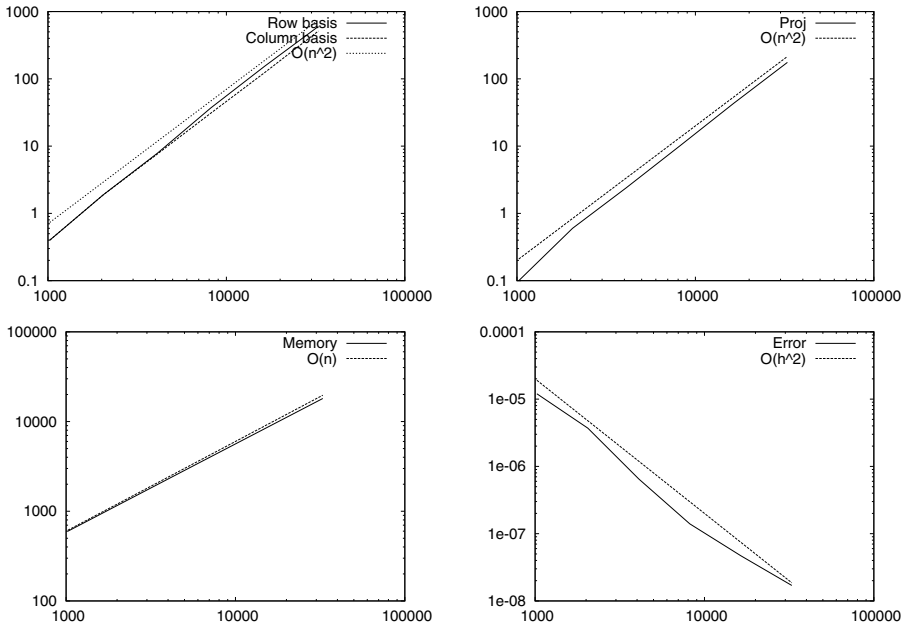 1000
100
10
1
0.1
1000
10000
100000
Row basis
Column basis
O(n^2)
1000
100
10
1
0.1
1000
10000
100000
Proj
O(n^2)
100000
10000
1000
100
1000
10000
100000
Memory
O(n)
0.0001
1e-05
1e-06
1e-07
1e-08
1000
10000
100000
Error
O(h^2)